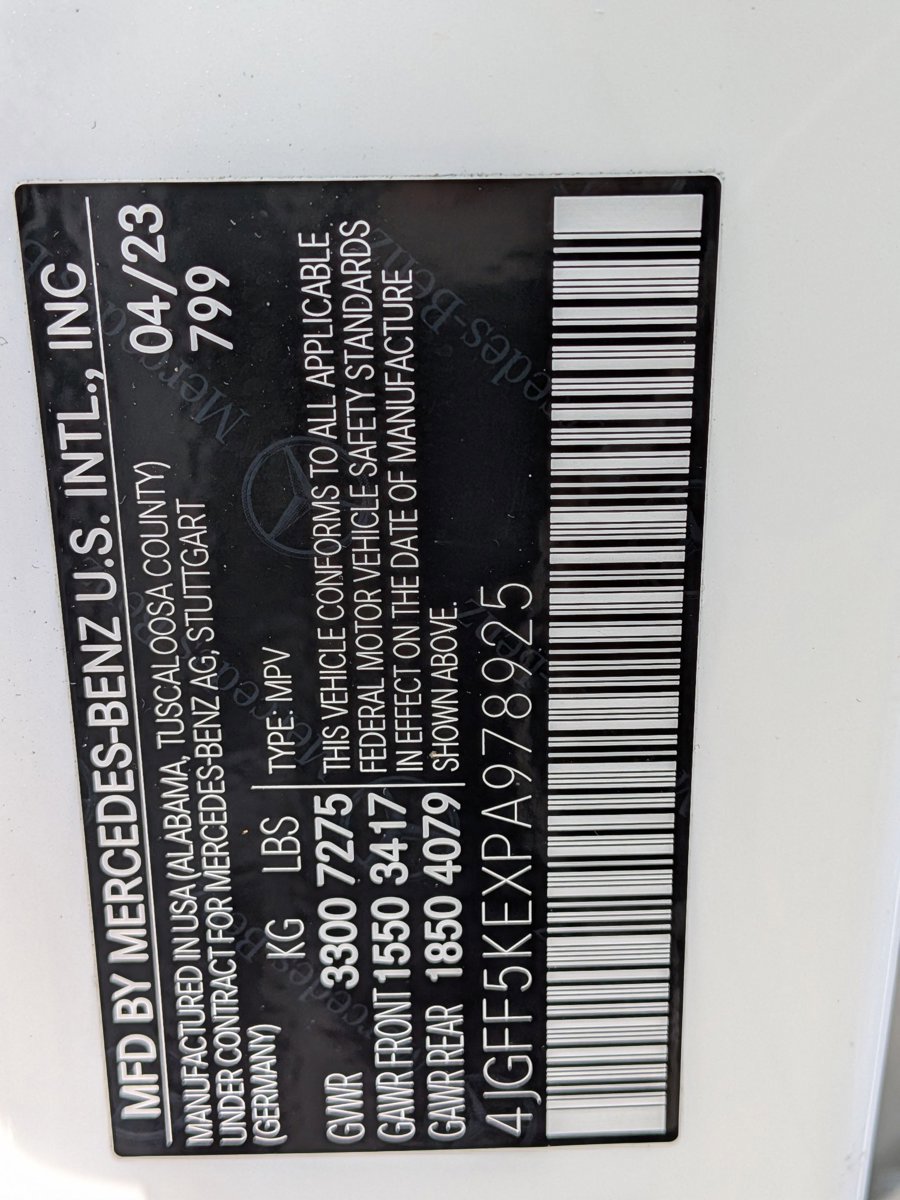 MFD BY MERCEDES-BENZ U.S. INTL., INC
MANUFACTURED IN USA (ALABAMA, TUSCALOOSA COUNTY) 04/23
UNDER CONTRACT FOR MERCEDES-BENZ AG, STUTTGART 799
(GERMANY)
KG LBS TYPE: MPV
GVWR 3300 7275 THIS VEHICLE CONFORMS TO ALL APPLICABLE
GAWR FRONT 1550 3417 FEDERAL MOTOR VEHICLE SAFETY STANDARDS
IN EFFECT ON THE DATE OF MANUFACTURE
GAWR REAR 1850 4079 SHOWN ABOVE.
4JGFF5KEXPA978925